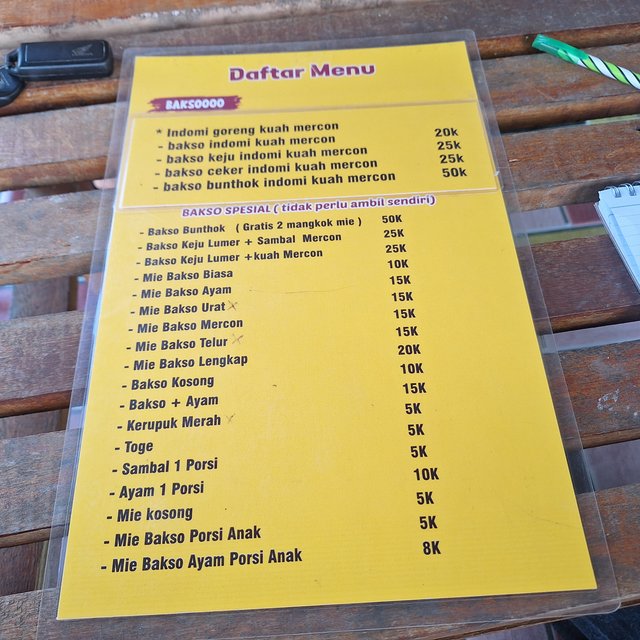 Daftar Menu
BAKSOOOO
* Indomi goreng kuah mercon
- bakso indomi kuah mercon 20k
- bakso keju indomi kuah mercon 25k
- bakso ceker indomi kuah mercon 25k
- bakso bunthok indomi kuah mercon 50k
BAKSO SPESIAL ( tidak perlu ambil sendiri)
- Bakso Bunthok ( Gratis 2 mangkok mie ) 50K
- Bakso Keju Lumer + Sambal Mercon 25K
- Bakso Keju Lumer +kuah Mercon 25K
- Mie Bakso Biasa 10K
- Mie Bakso Ayam 15K
- Mie Bakso Urat 15K
- Mie Bakso Mercon 15K
- Mie Bakso Telur 15K
- Mie Bakso Lengkap 20K
- Bakso Kosong 10K
- Bakso + Ayam 15K
- Kerupuk Merah 5K
- Toge 5K
- Sambal 1 Porsi 5K
- Ayam 1 Porsi 10K
- Mie kosong 5K
- Mie Bakso Porsi Anak 5K
- Mie Bakso Ayam Porsi Anak 8K